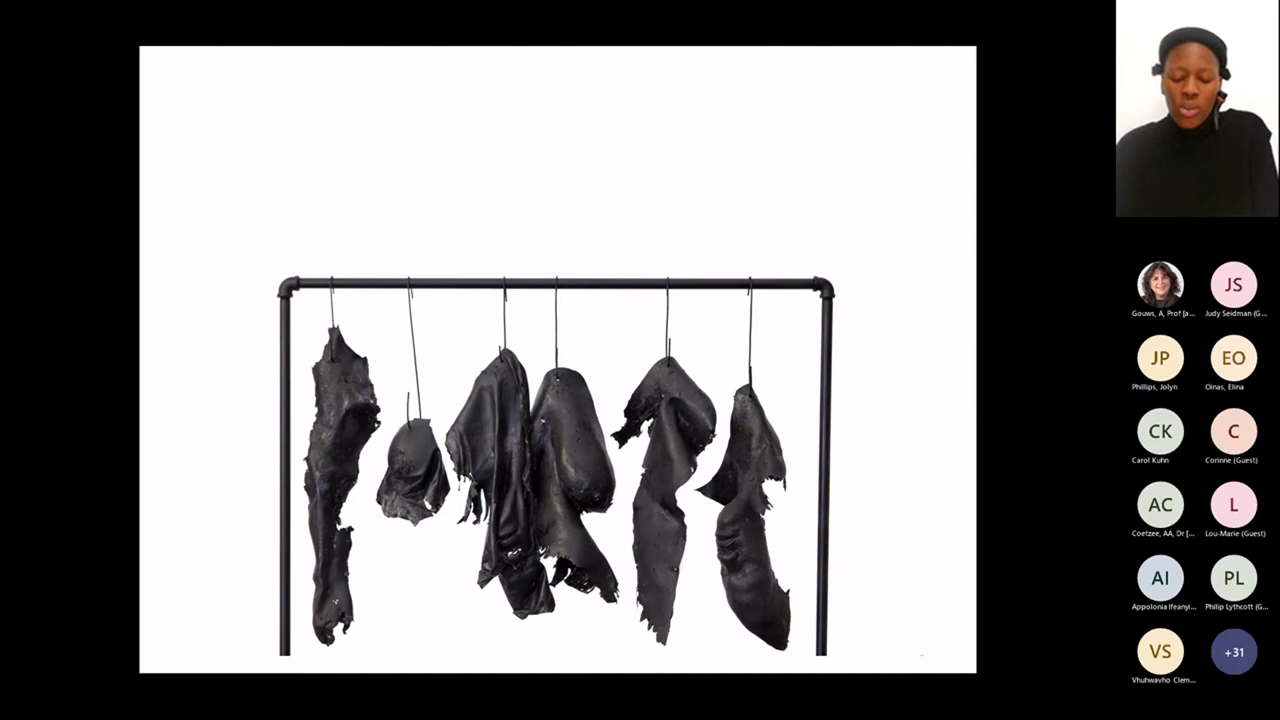 Gouws, A, Prof [a...
JS
Judy Seidman (G...
JP
Phillips, Jolyn
EO
Oinas, Elina
CK
Carol Kuhn
C
Corinne (Guest)
AC
Coetzee, AA, Dr [...
L
Lou-Marie (Guest)
AI
Appolonia Ifeanyi...
PL
Philip Lythcott (G...
VS
Vhuhwavho Clem...
+31